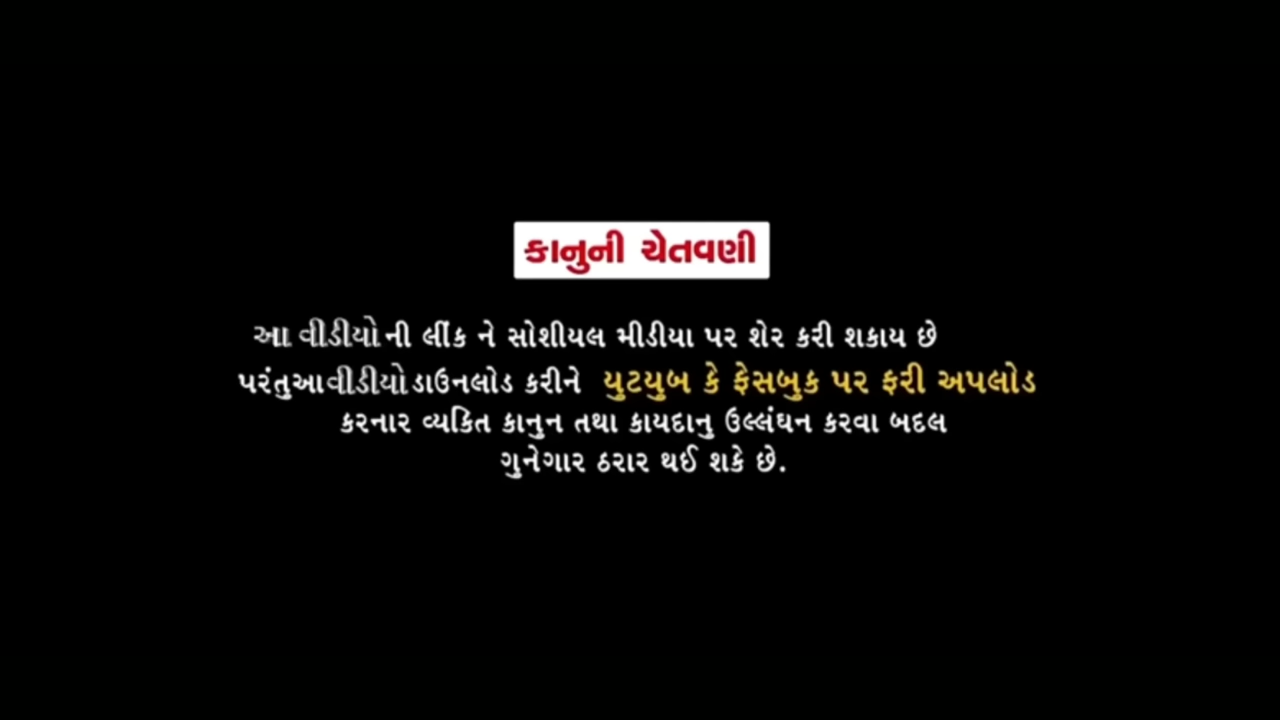 કાનુની ચેતવણી
આ વીડીયો ની લીંક ને સોશીયલ મીડીયા પર શેર કરી શકાય છે
પરંતુઆવીડીયો ડાઉનલોડ કરીને યુટયુબ કે ફેસબુક પર ફરી અપલોડ
કરનાર વ્યકિત કાનુન તથા કાયદાનુ ઉલ્લંઘન કરવા બદલ
ગુનેગાર ઠરાર થઈ શકે છે.